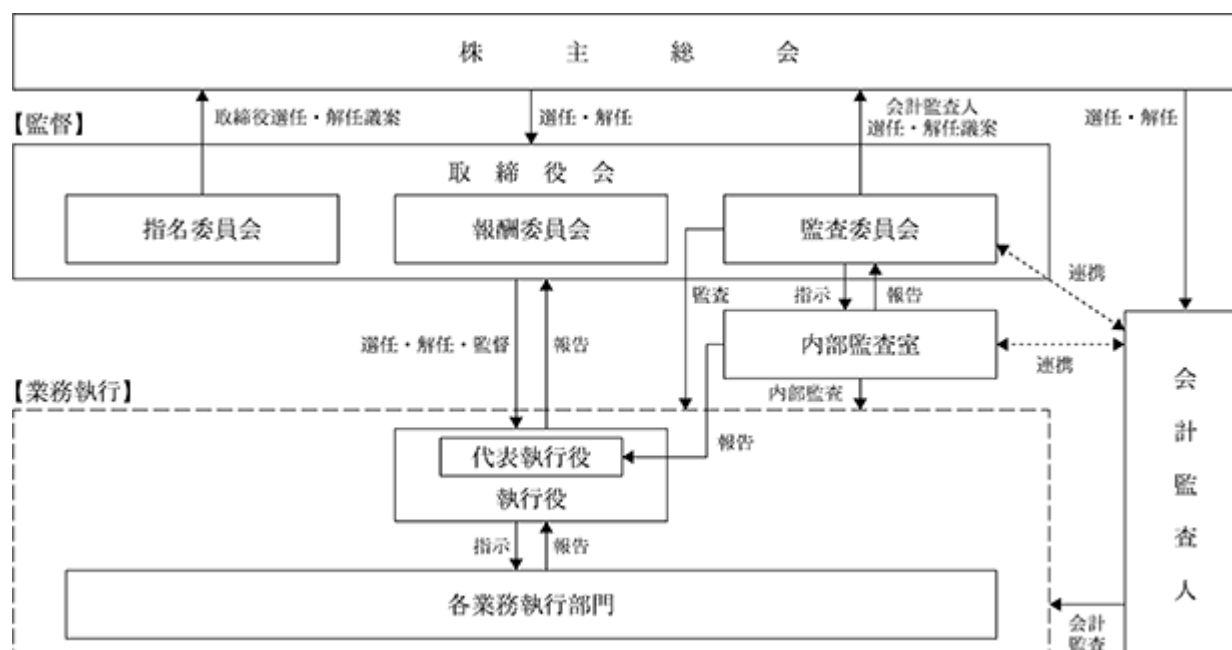 株主総会
取締役選任・解任議案
選任・解任
会計監査人
選任・解任議案
選任・解任
【監督】
取締役会
指名委員会
報酬委員会
監査委員会
連携
監査
指示
報告
選任・解任・監督
報告
内部監査室
連携
【業務執行】
内部監査
会計監査人
代表執行役
報告
執行役
指示
報告
各業務執行部門
会計
監査